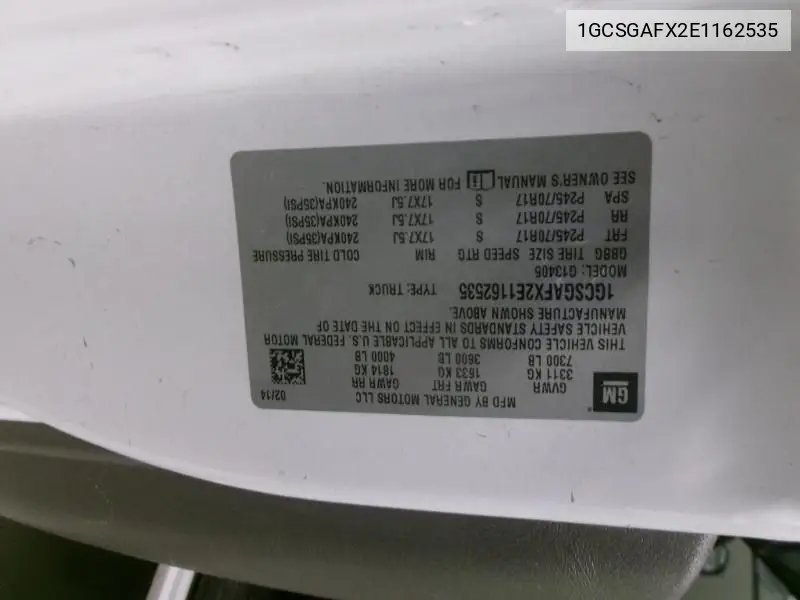 1GCSGAFX2E1162535
GM
MFD BY GENERAL MOTORS LLC
02/14
GVWR GAWR FRT GAWR RR
3311 KG 1633 KG 1814 KG
7300 LB 3600 LB 4000 LB
THIS VEHICLE CONFORMS TO ALL APPLICABLE U.S. FEDERAL MOTOR
VEHICLE SAFETY STANDARDS IN EFFECT ON THE DATE OF
MANUFACTURE SHOWN ABOVE.
1GCSGAFX2E1162535 TYPE: TRUCK
MODEL: G13405
GBBG TIRE SIZE SPEED RTG RIM COLD TIRE PRESSURE
FRT P245/70R17 S 17X7.5J 240KPA(35PSI)
RR P245/70R17 S 17X7.5J 240KPA(35PSI)
SPA P245/70R17 S 17X7.5J 240KPA(35PSI)
SEE OWNER'S MANUAL FOR MORE INFORMATION.